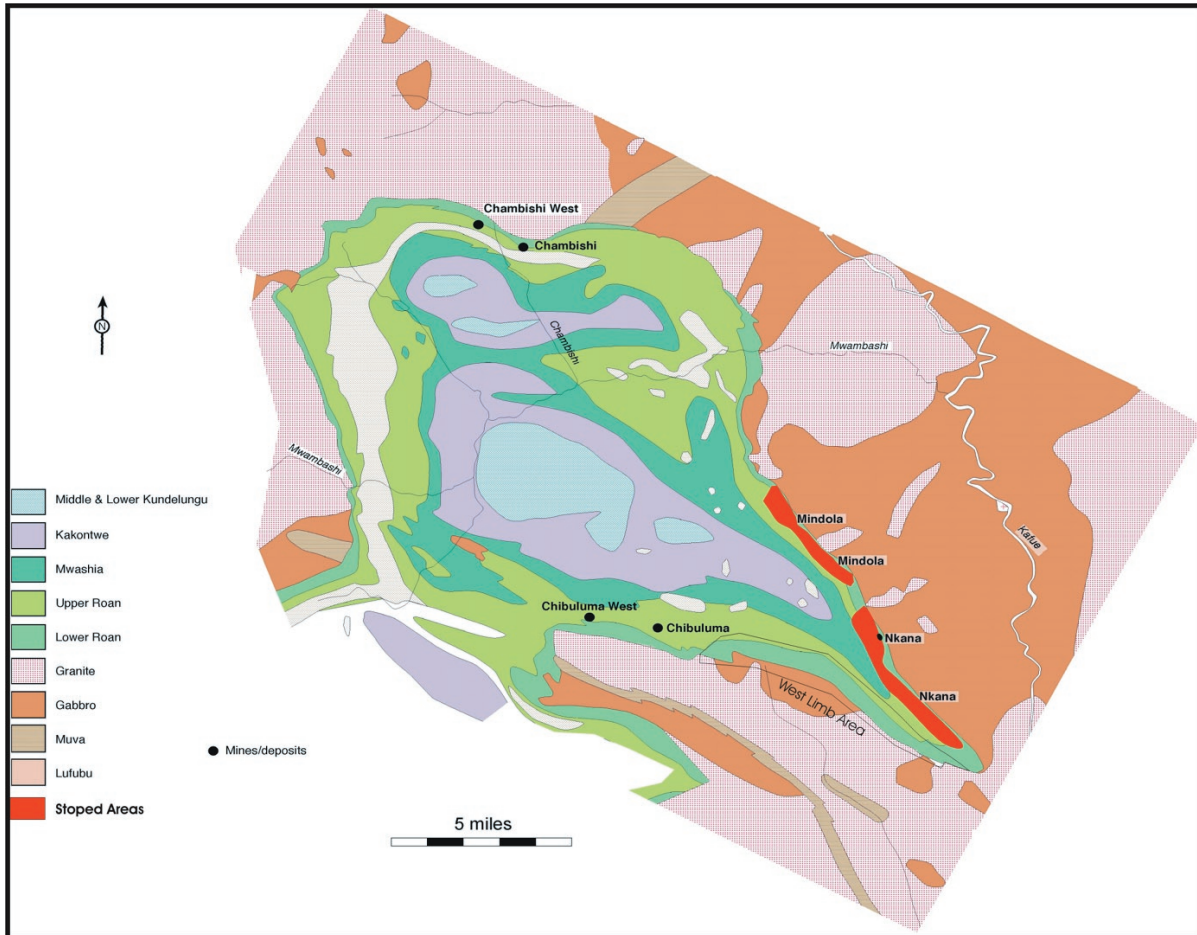 Chambishi West
Chambishi
N
Chambishi
Mwambashi
Mwambashi
Kafue
Mindola
Mindola
Chibuluma West
Chibuluma
Nkana
Nkana
West Limb Area
Middle & Lower Kundelungu
Kakontwe
Mwashia
Upper Roan
Lower Roan
Granite
Gabbro
Muva
Lufubu
Stoped Areas
Mines/deposits
5 miles